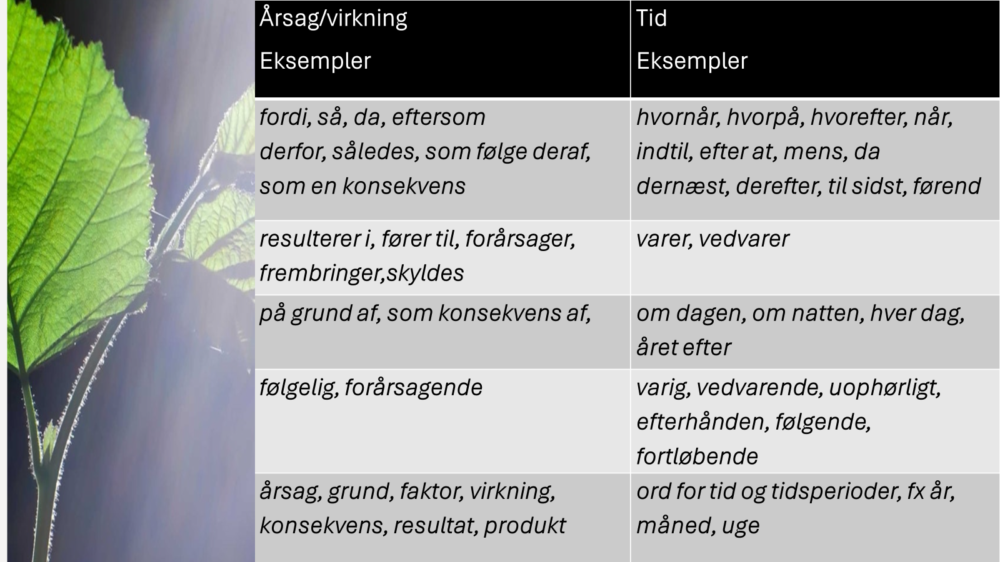 Årsag/virkning
Eksempler
Tid
Eksempler
fordi, så, da, eftersom
derfor, således, som følge deraf,
som en konsekvens
hvornår, hvorpå, hvorefter, når,
indtil, efter at, mens, da
dernæst, derefter, til sidst, førend
resulterer i, fører til, forårsager,
frembringer,skyldes
varer, vedvarer
på grund af, som konsekvens af,
om dagen, om natten, hver dag,
året efter
følgelig, forårsagende
varig, vedvarende, uophørligt,
efterhånden, følgende,
fortløbende
årsag, grund, faktor, virkning,
konsekvens, resultat, produkt
ord for tid og tidsperioder, fx år,
måned, uge